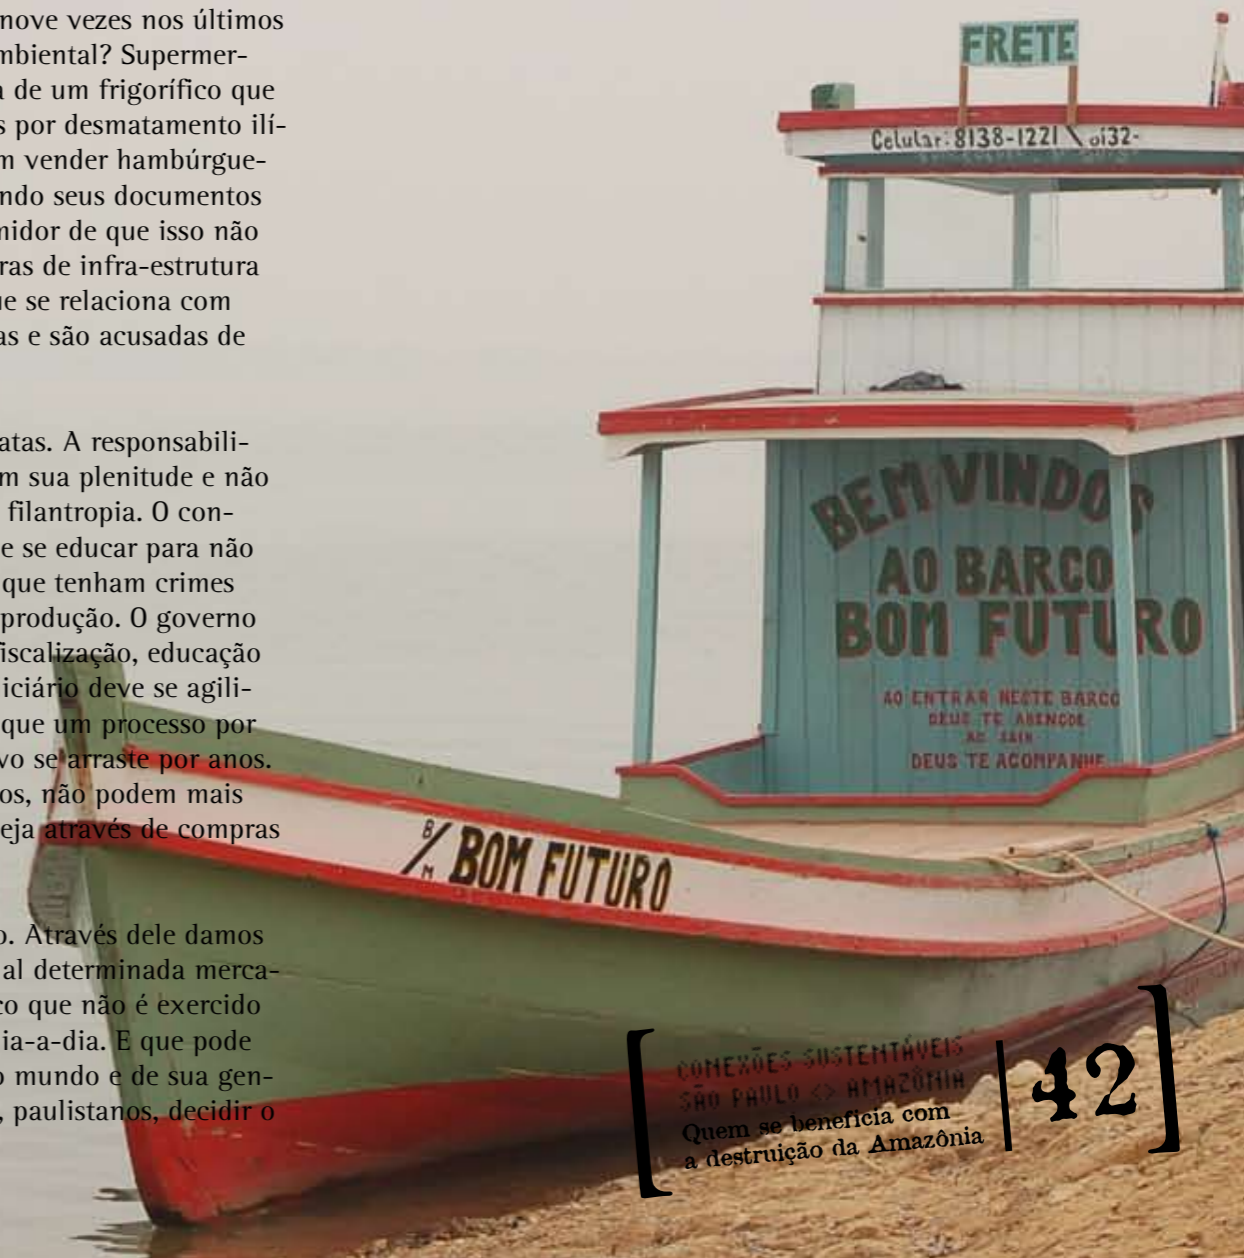 nove vezes nos últimos
mbiental? Supermer-
a de um frigorífico que
s por desmatamento ilí-
m vender hambúrgue-
ndo seus documentos
midor de que isso não
ras de infra-estrutura
ue se relaciona com
as e são acusadas de
atas. A responsabili-
m sua plenitude e não
filantropia. O con-
e se educar para não
que tenham crimes
produção. O governo
fiscalização, educação
iciário deve se agili-
que um processo por
vo se arraste por anos.
os, não podem mais
eja através de compras
o. Através dele damos
al determinada merca-
co que não é exercido
ia-a-dia. E que pode
o mundo e de sua gen-
, paulistanos, decidir o
FRETE
Celular: 8138-1221 \ oi32-
BEM VINDOS
AO BARCO
BOM FUTURO
AO ENTRAR NESTE BARCO
DEUS TE ABENÇOE
AO SAIR
DEUS TE ACOMPANHE
B/M BOM FUTURO
CONEXÕES SUSTENTÁVEIS
SÃO PAULO <> AMAZÔNIA
Quem se beneficia com
a destruição da Amazônia
42